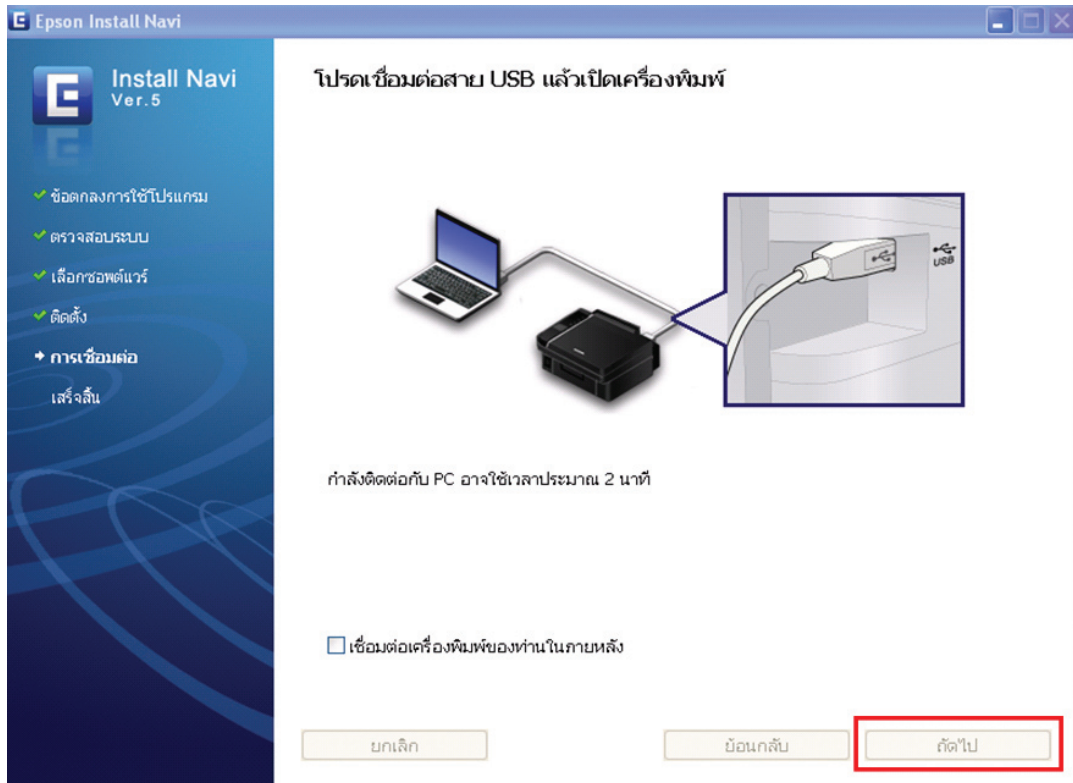 Epson Install Navi
Install Navi
Ver.5
ข้อตกลงการใช้โปรแกรม
ตรวจสอบระบบ
เลือกซอฟต์แวร์
ติดตั้ง
การเชื่อมต่อ
เสร็จสิ้น
โปรดเชื่อมต่อสาย USB แล้วเปิดเครื่องพิมพ์
USB
กำลังติดต่อกับ PC อาจใช้เวลาประมาณ 2 นาที
เชื่อมต่อเครื่องพิมพ์ของท่านในภายหลัง
ยกเลิก
ย้อนกลับ
ถัดไป